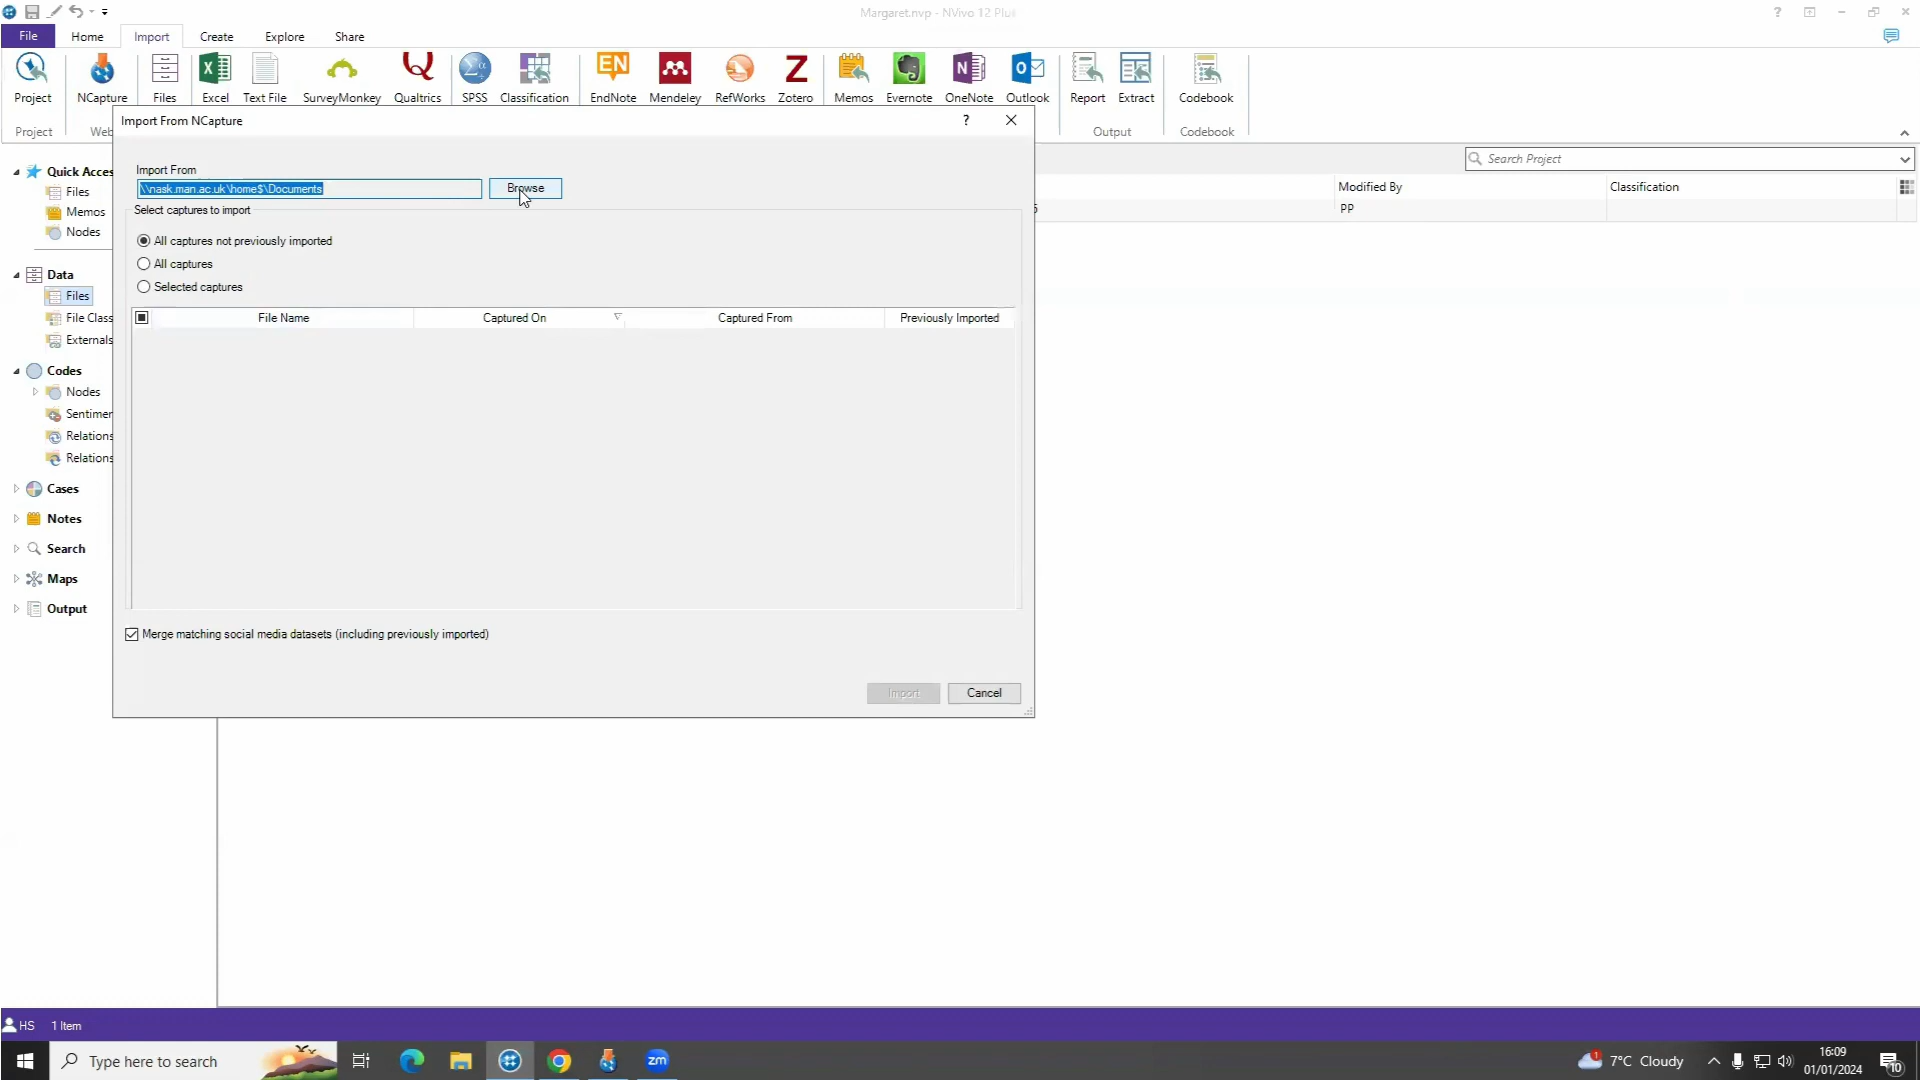 Margaret.nvp - NVivo 12 Plus
File Home Import Create Explore Share
Project NCapture Files Excel Text File SurveyMonkey Qualtrics SPSS Classification EndNote Mendeley RefWorks Zotero Memos Evernote OneNote Outlook Report Extract Codebook
Project Web Output Codebook
Import From NCapture
Search Project
Import From
\\nask.man.ac.uk\home$\Documents
Browse
Select captures to import
All captures not previously imported
All captures
Selected captures
File Name Captured On Captured From Previously Imported
Merge matching social media datasets (including previously imported)
Import Cancel
Modified By Classification
PP
Quick Acces
Files
Memos
Nodes
Data
Files
File Class
Externals
Codes
Nodes
Sentimen
Relations
Relations
Cases
Notes
Search
Maps
Output
HS 1 Item
Type here to search
zm
7°C Cloudy
16:09
01/01/2024
10